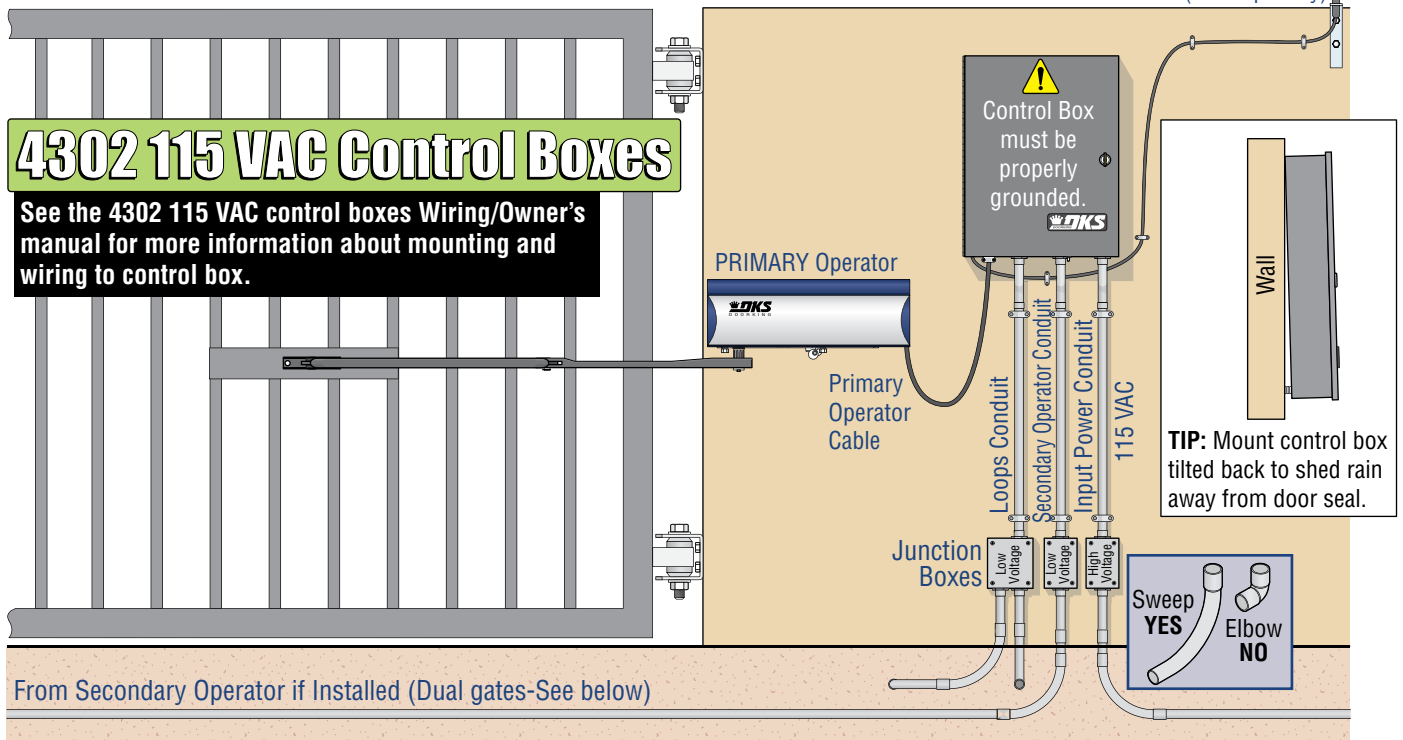 4302 115 VAC Control Boxes
See the 4302 115 VAC control boxes Wiring/Owner's
manual for more information about mounting and
wiring to control box.
Control Box
must be
properly
grounded.
DKS
PRIMARY Operator
DKS
DOORKING
Primary
Operator
Cable
Loops Conduit
Secondary Operator Conduit
Input Power Conduit
115 VAC
Wall
TIP: Mount control box
tilted back to shed rain
away from door seal.
Junction
Boxes
Low
Voltage
Low
Voltage
High
Voltage
Sweep
YES
Elbow
NO
From Secondary Operator if Installed (Dual gates-See below)